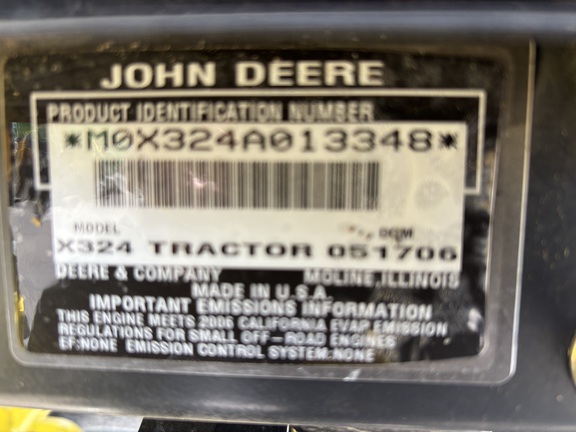 JOHN DEERE
PRODUCT IDENTIFICATION NUMBER
*M0X324A013348*
MODEL DOM
X324 TRACTOR 051706
DEERE & COMPANY MOLINE, ILLINOIS
MADE IN U.S.A
IMPORTANT EMISSIONS INFORMATION
THIS ENGINE MEETS 2006 CALIFORNIA EVAP EMISSION
REGULATIONS FOR SMALL OFF-ROAD ENGINES
EF:NONE EMISSION CONTROL SYSTEM:NONE